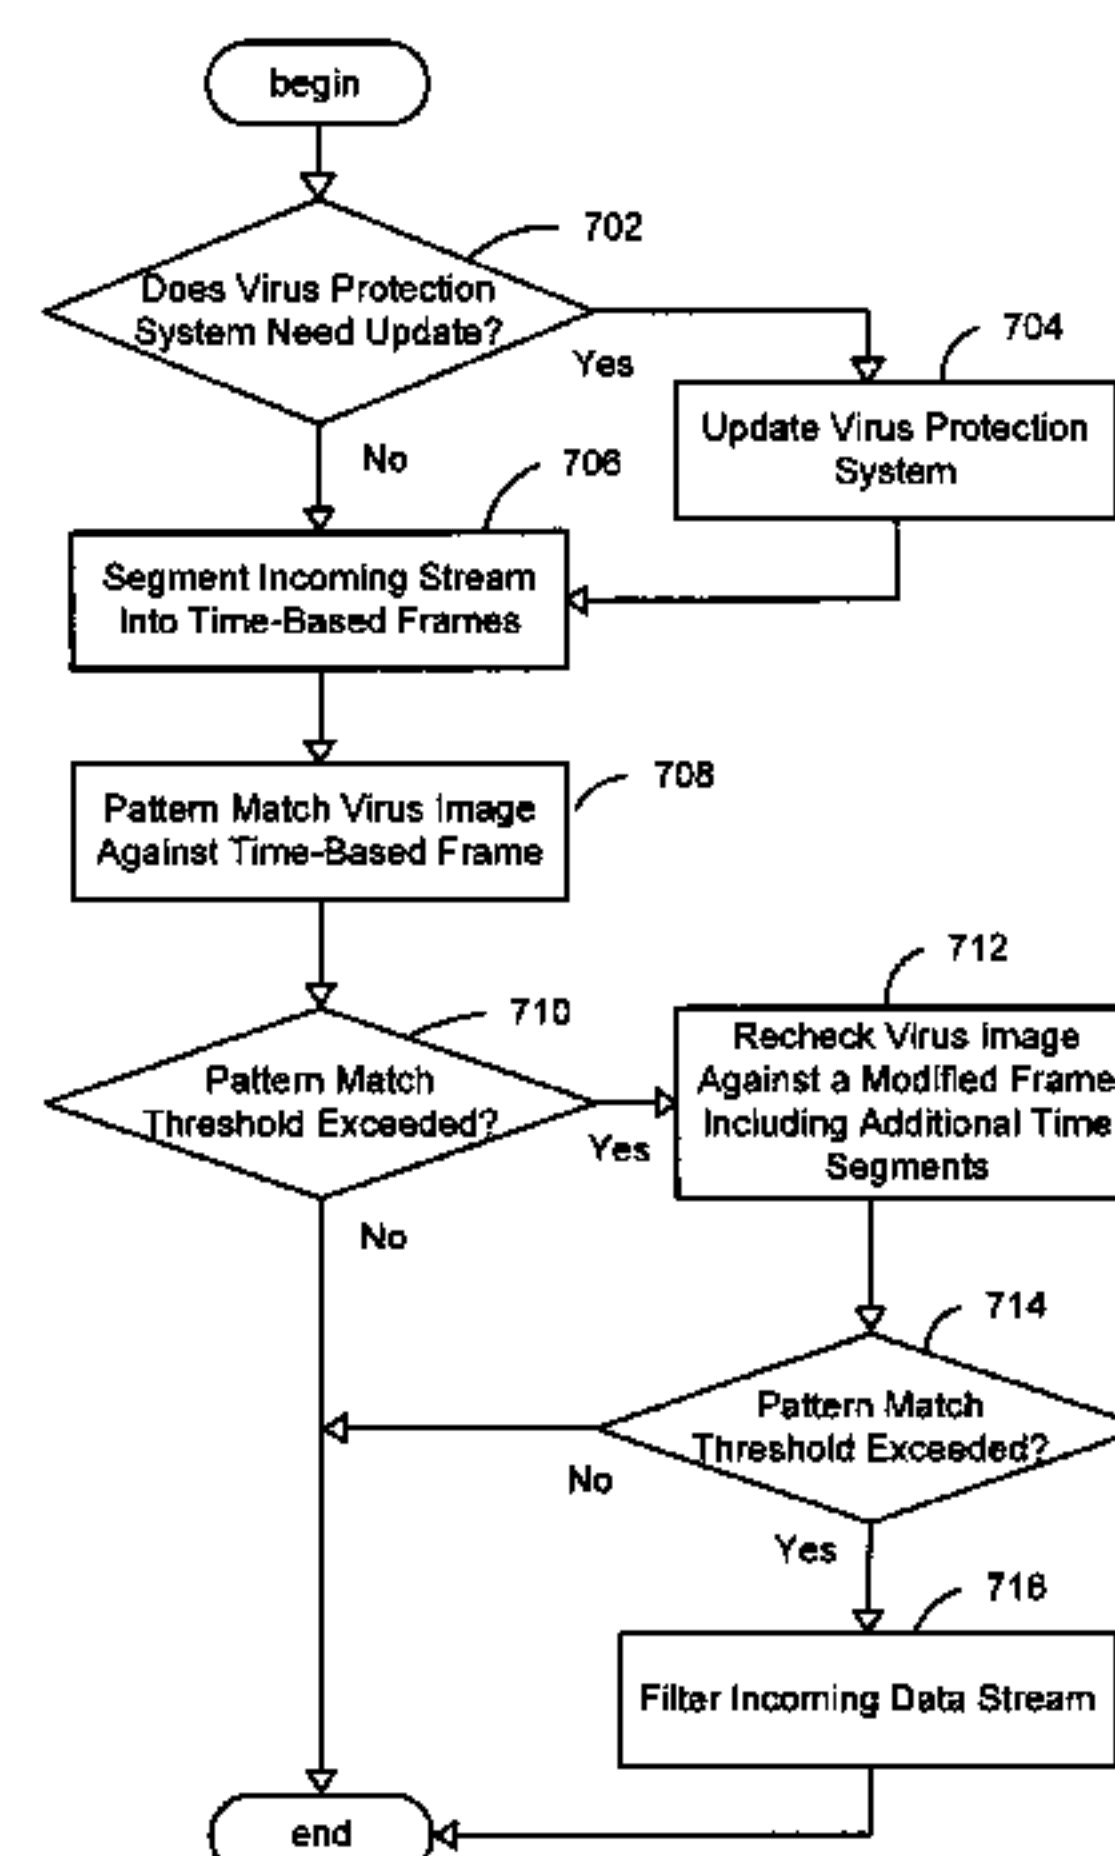 begin
702
Does Virus Protection
System Need Update?
Yes
704
Update Virus Protection
System
No
706
Segment Incoming Stream
Into Time-Based Frames
708
Pattern Match Virus Image
Against Time-Based Frame
710
Pattern Match
Threshold Exceeded?
Yes
712
Recheck Virus Image
Against a Modified Frame
Including Additional Time
Segments
No
714
Pattern Match
Threshold Exceeded?
No
Yes
716
Filter Incoming Data Stream
end